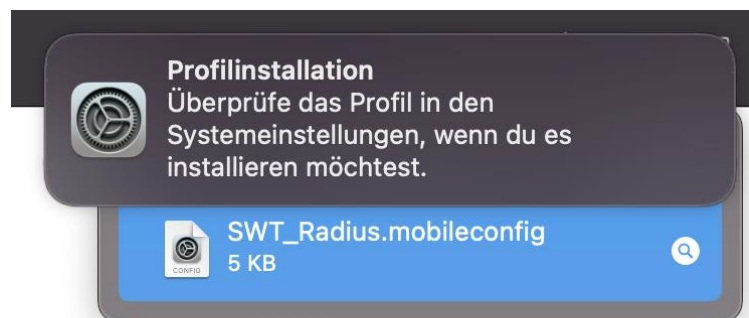 Profilinstallation
Überprüfe das Profil in den
Systemeinstellungen, wenn du es
installieren möchtest.
SWT_Radius.mobileconfig
CONFIG
5 KB